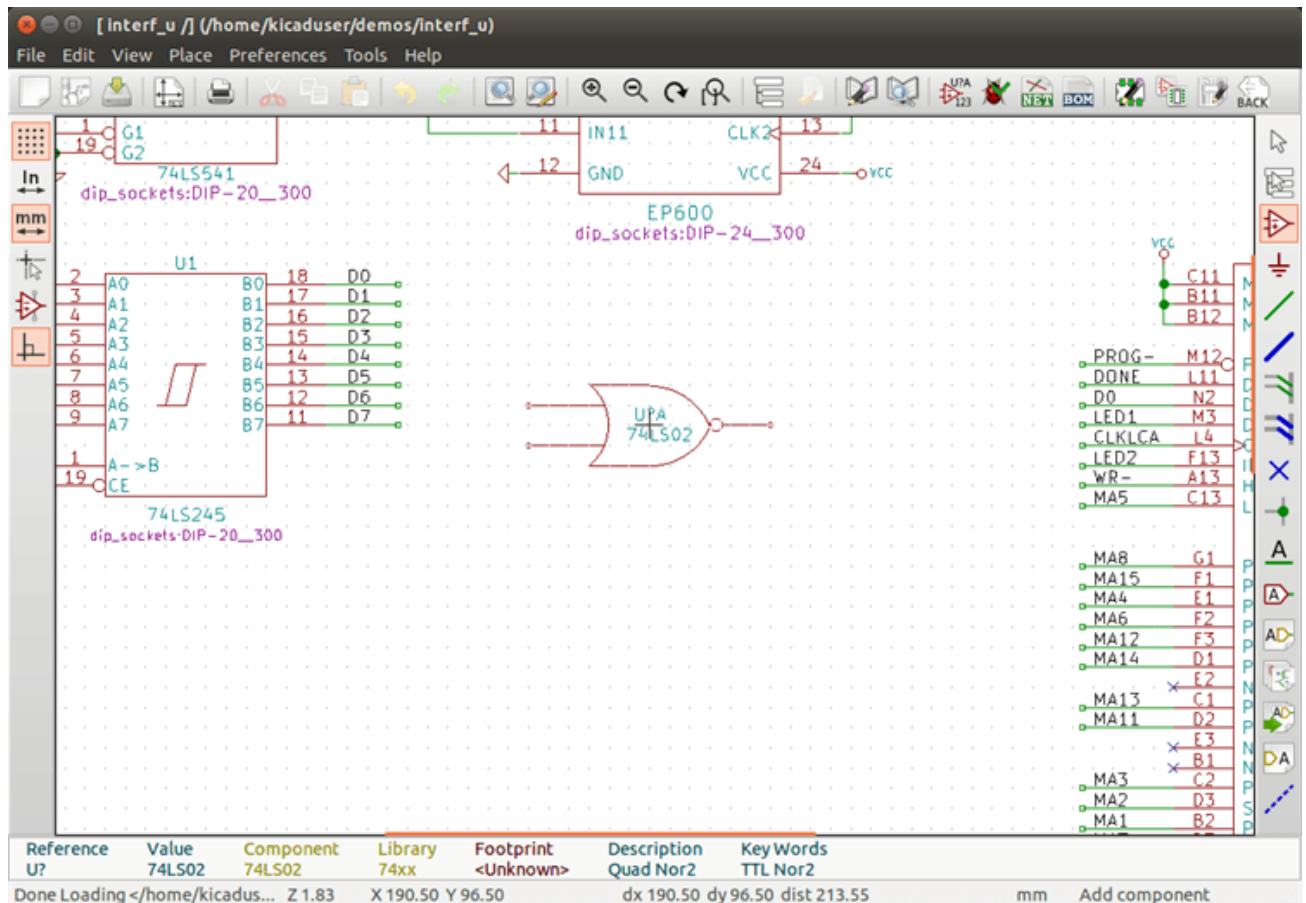 [ interf_u /] (/home/kicaduser/demos/interf_u)
File Edit View Place Preferences Tools Help
U?A
123
NET
BOM
BACK
In
mm
1 G1
19 G2
74LS541
dip_sockets:DIP-20__300
11 IN11 CLK2 13
12 GND VCC 24 VCC
EP600
dip_sockets:DIP-24__300
U1
2 A0 B0 18 D0
3 A1 B1 17 D1
4 A2 B2 16 D2
5 A3 B3 15 D3
6 A4 B4 14 D4
7 A5 B5 13 D5
8 A6 B6 12 D6
9 A7 B7 11 D7
1 A->B
19 CE
74LS245
dip_sockets:DIP-20__300
74LS02
VCC
C11 M
B11 M
B12 M
PROG- M12
DONE L11 D
D0 N2 D
LED1 M3 D
CLKLCA L4
LED2 F13 I
WR- A13 H
MA5 C13 L
MA8 G1 P
MA15 F1 P
MA4 E1 P
MA6 F2 P
MA12 F3 P
MA14 D1 P
E2 N
MA13 C1 P
MA11 D2 P
E3 N
B1 N
MA3 C2 P
MA2 D3 S
MA1 B2 P
A
A
AD
AD
DA
Reference Value Component Library Footprint Description Key Words
U? 74LS02 74LS02 74xx <Unknown> Quad Nor2 TTL Nor2
Done Loading </home/kicadus... Z 1.83 X 190.50 Y 96.50 dx 190.50 dy 96.50 dist 213.55 mm Add component